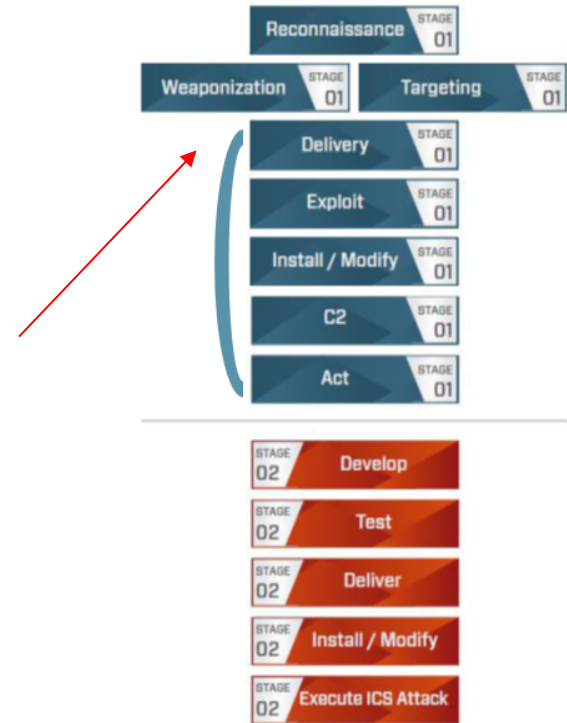 Reconnaissance STAGE 01
Weaponization STAGE 01 Targeting STAGE 01
Delivery STAGE 01
Exploit STAGE 01
Install / Modify STAGE 01
C2 STAGE 01
Act STAGE 01
STAGE 02 Develop
STAGE 02 Test
STAGE 02 Deliver
STAGE 02 Install / Modify
STAGE 02 Execute ICS Attack